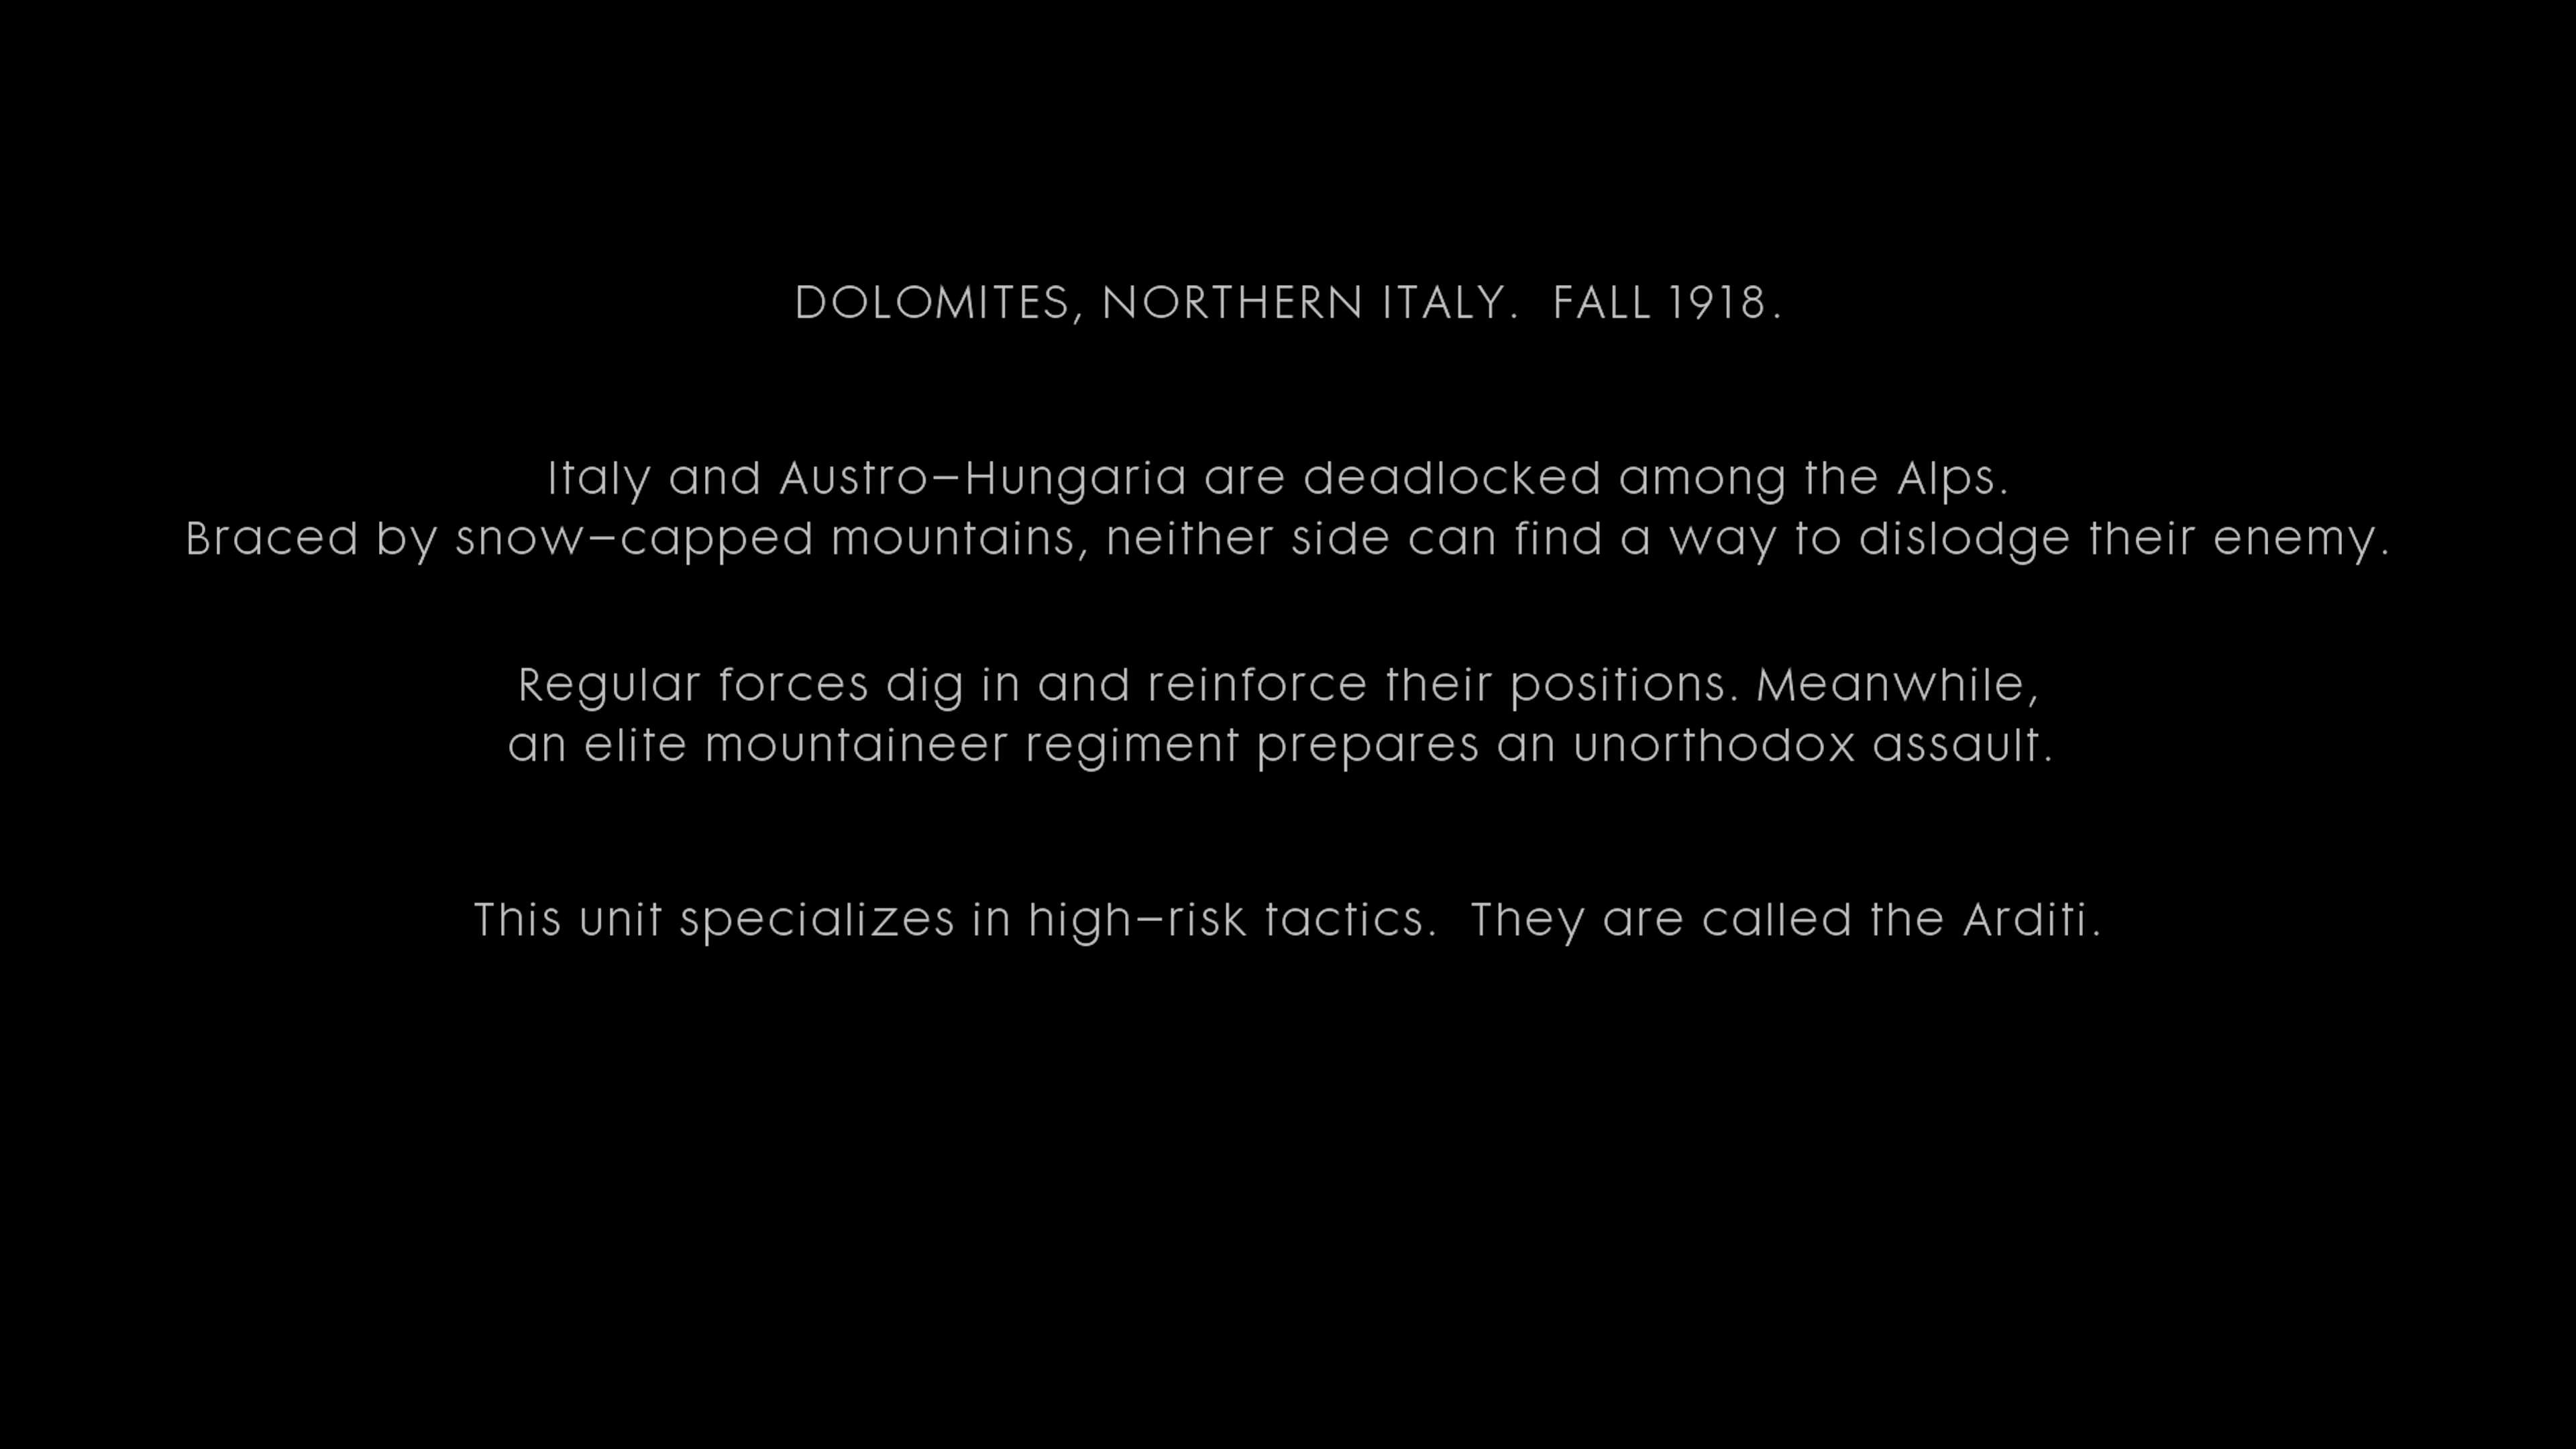 DOLOMITES, NORTHERN ITALY.  FALL 1918.
Italy and Austro-Hungaria are deadlocked among the Alps.
Braced by snow-capped mountains, neither side can find a way to dislodge their enemy.
Regular forces dig in and reinforce their positions. Meanwhile,
an elite mountaineer regiment prepares an unorthodox assault.
This unit specializes in high-risk tactics.  They are called the Arditi.